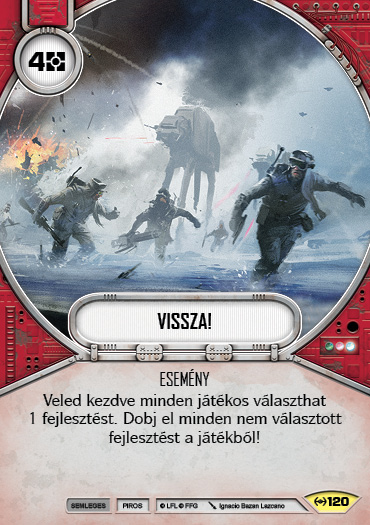 4
VISSZA!
ESEMÉNY
Veled kezdve minden játékos választhat
1 fejlesztést. Dobj el minden nem választott
fejlesztést a játékból!
SEMLEGES PIROS © LFL © FFG Ignacio Bazan Lazcano 120